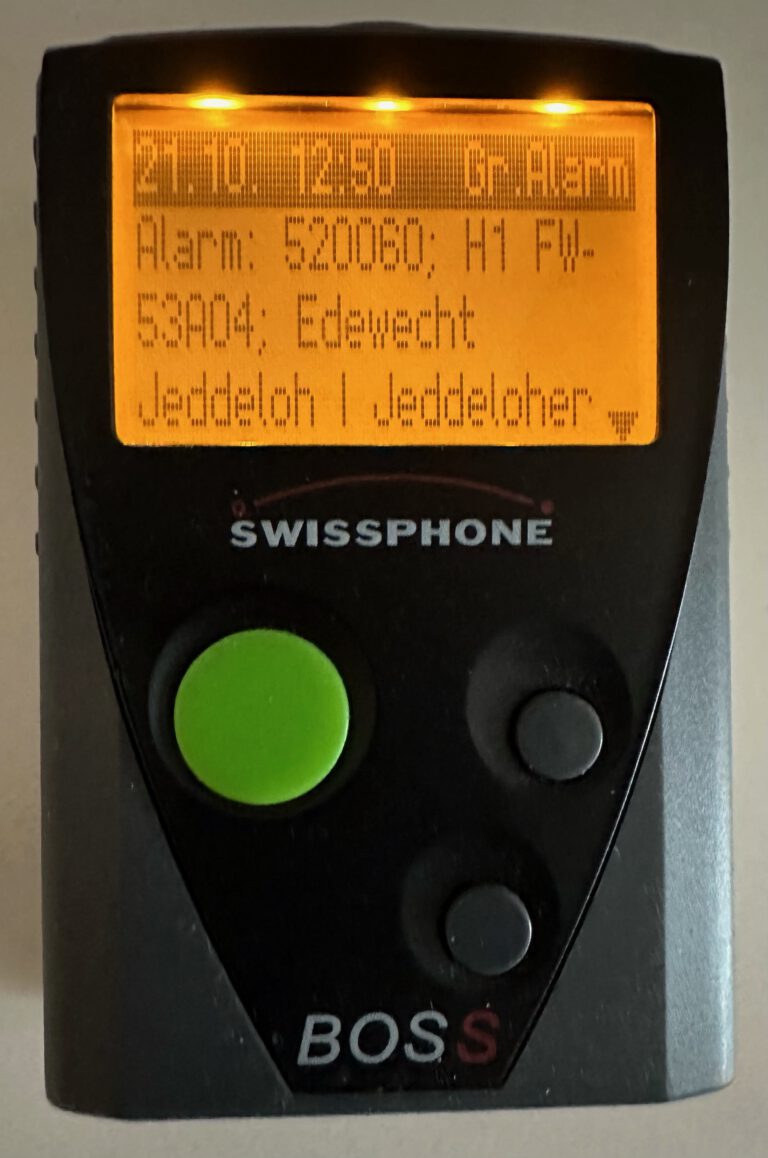 21.10. 12:50 Gr.Alarm
Alarm: 520060; H1 FW-
53A04; Edewecht
Jeddeloh I Jeddeloher
SWISSPHONE
BOSS